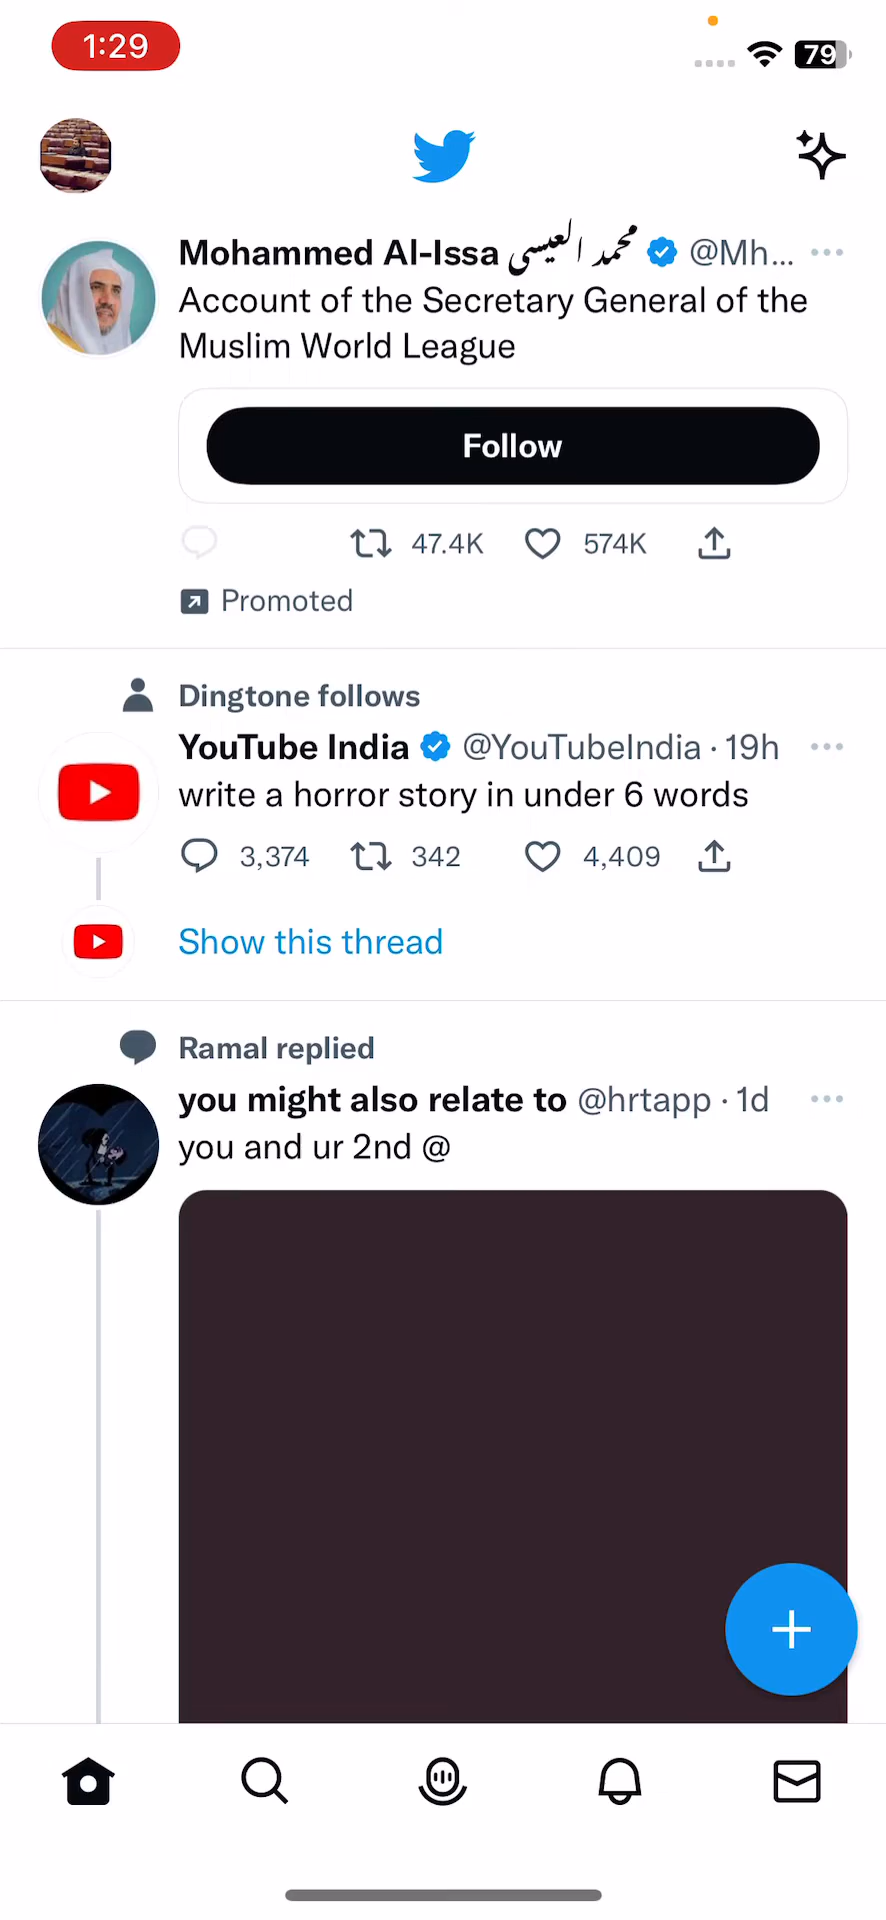 1:29
79
Mohammed Al-Issa محمد العيسى @Mh...
Account of the Secretary General of the
Muslim World League
Follow
47.4K 574K
Promoted
Dingtone follows
YouTube India @YouTubeIndia · 19h
write a horror story in under 6 words
3,374 342 4,409
Show this thread
Ramal replied
you might also relate to @hrtapp · 1d
you and ur 2nd @